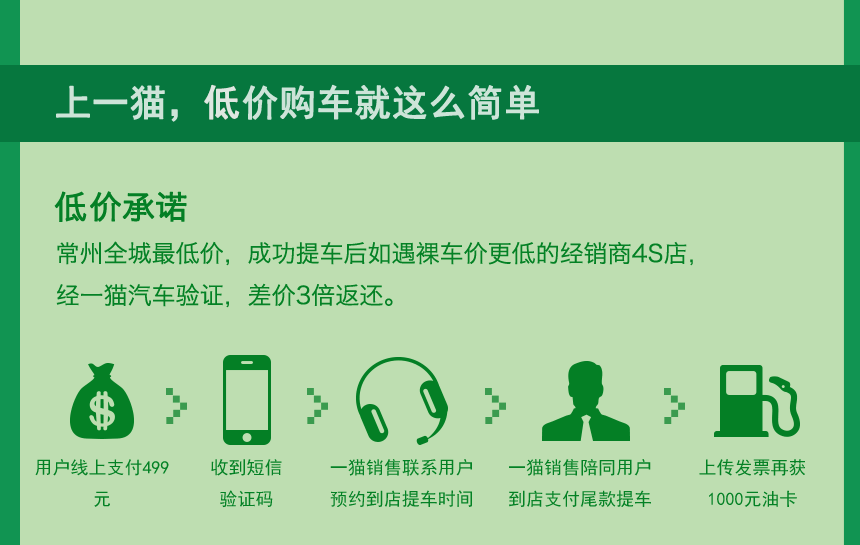 上一猫，低价购车就这么简单
低价承诺
常州全城最低价，成功提车后如遇裸车价更低的经销商4S店，
经一猫汽车验证，差价3倍返还。
用户线上支付499
元
收到短信
验证码
一猫销售联系用户
预约到店提车时间
一猫销售陪同用户
到店支付尾款提车
上传发票再获
1000元油卡